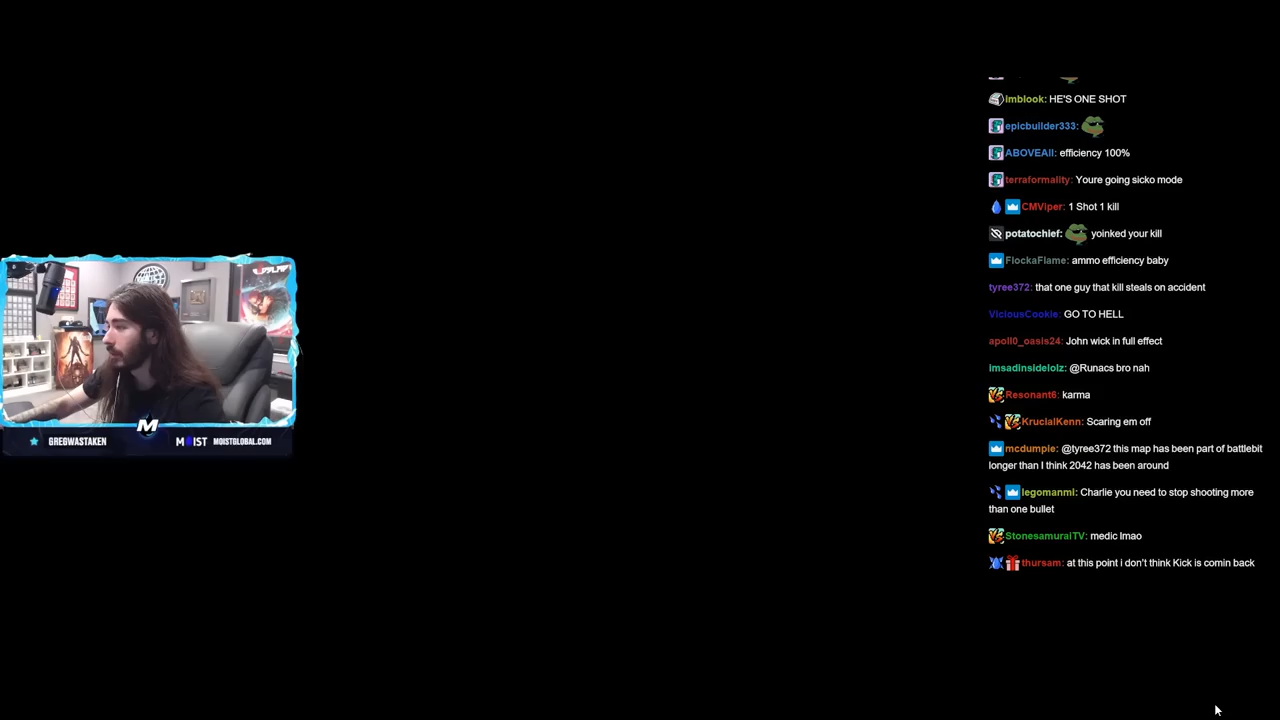 imblook: HE'S ONE SHOT
epicbuilder333:
ABOVEAll: efficiency 100%
terraformality: Youre going sicko mode
CMViper: 1 Shot 1 kill
potatochief: yoinked your kill
FlockaFlame: ammo efficiency baby
tyree372: that one guy that kill steals on accident
ViciousCookie: GO TO HELL
apoll0_oasis24: John wick in full effect
imsadinsidelolz: @Runacs bro nah
Resonant6: karma
KrucialKenn: Scaring em off
mcdumple: @tyree372 this map has been part of battlebit
longer than I think 2042 has been around
legomanml: Charlie you need to stop shooting more
than one bullet
StonesamuraiTV: medic lmao
thursam: at this point i don't think Kick is comin back
M
GREGWASTAKEN
MOIST
MOISTGLOBAL.COM